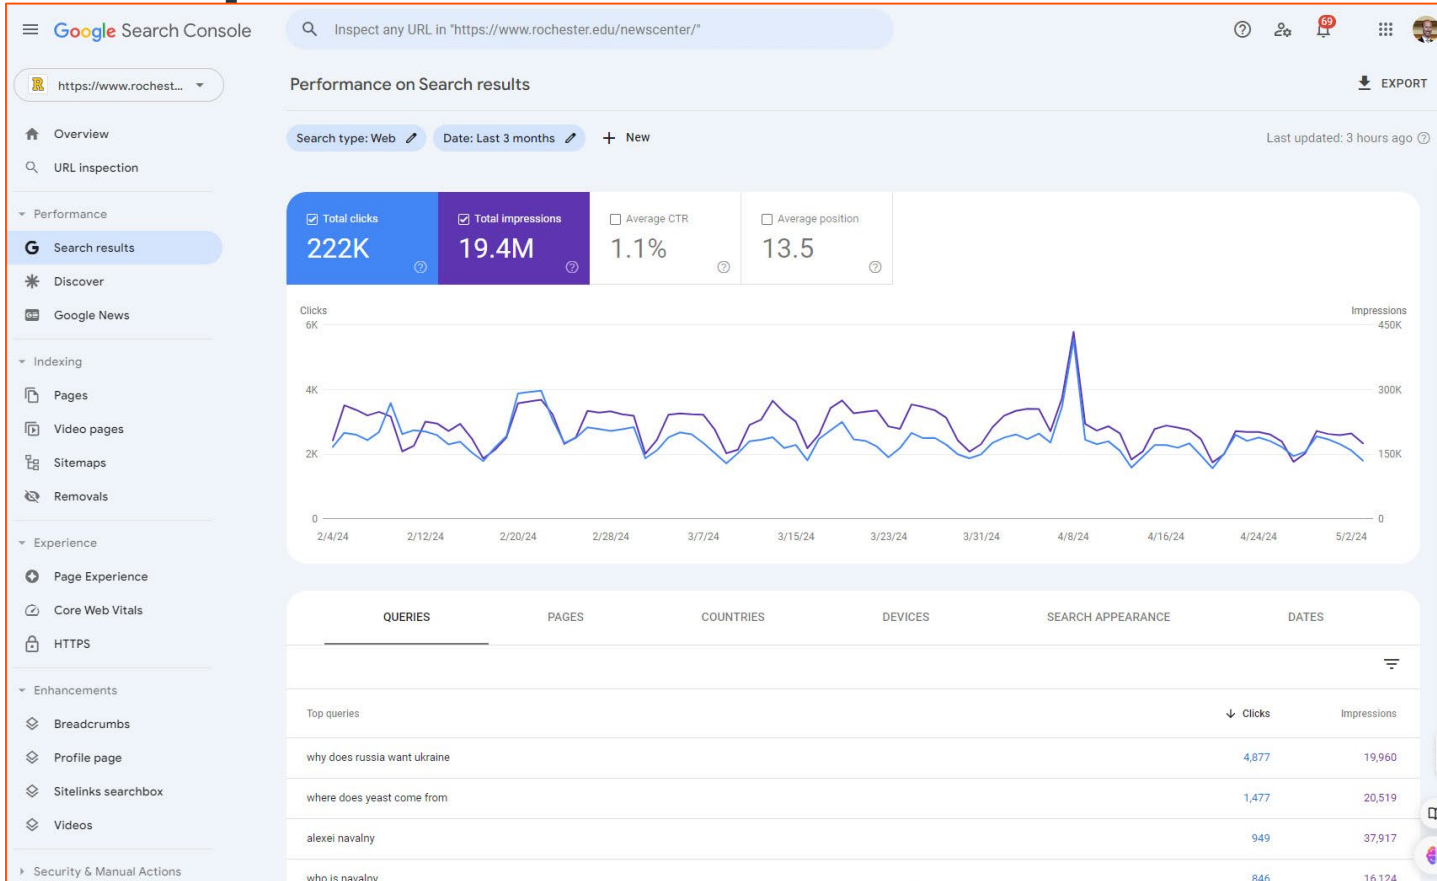 Google Search Console
Inspect any URL in "https://www.rochester.edu/newscenter/"
69
https://www.rochest...
Performance on Search results
EXPORT
Overview
URL inspection
Search type: Web
Date: Last 3 months
+ New
Last updated: 3 hours ago
Performance
Search results
Discover
Google News
Indexing
Pages
Video pages
Sitemaps
Removals
Experience
Page Experience
Core Web Vitals
HTTPS
Enhancements
Breadcrumbs
Profile page
Sitelinks searchbox
Videos
Security & Manual Actions
Total clicks
222K
Total impressions
19.4M
Average CTR
1.1%
Average position
13.5
Clicks
Impressions
6K
450K
4K
300K
2K
150K
0
0
2/4/24 2/12/24 2/20/24 2/28/24 3/7/24 3/15/24 3/23/24 3/31/24 4/8/24 4/16/24 4/24/24 5/2/24
QUERIES PAGES COUNTRIES DEVICES SEARCH APPEARANCE DATES
Top queries Clicks Impressions
why does russia want ukraine 4,877 19,960
where does yeast come from 1,477 20,519
alexei navalny 949 37,917
who is navalny 846 16,124